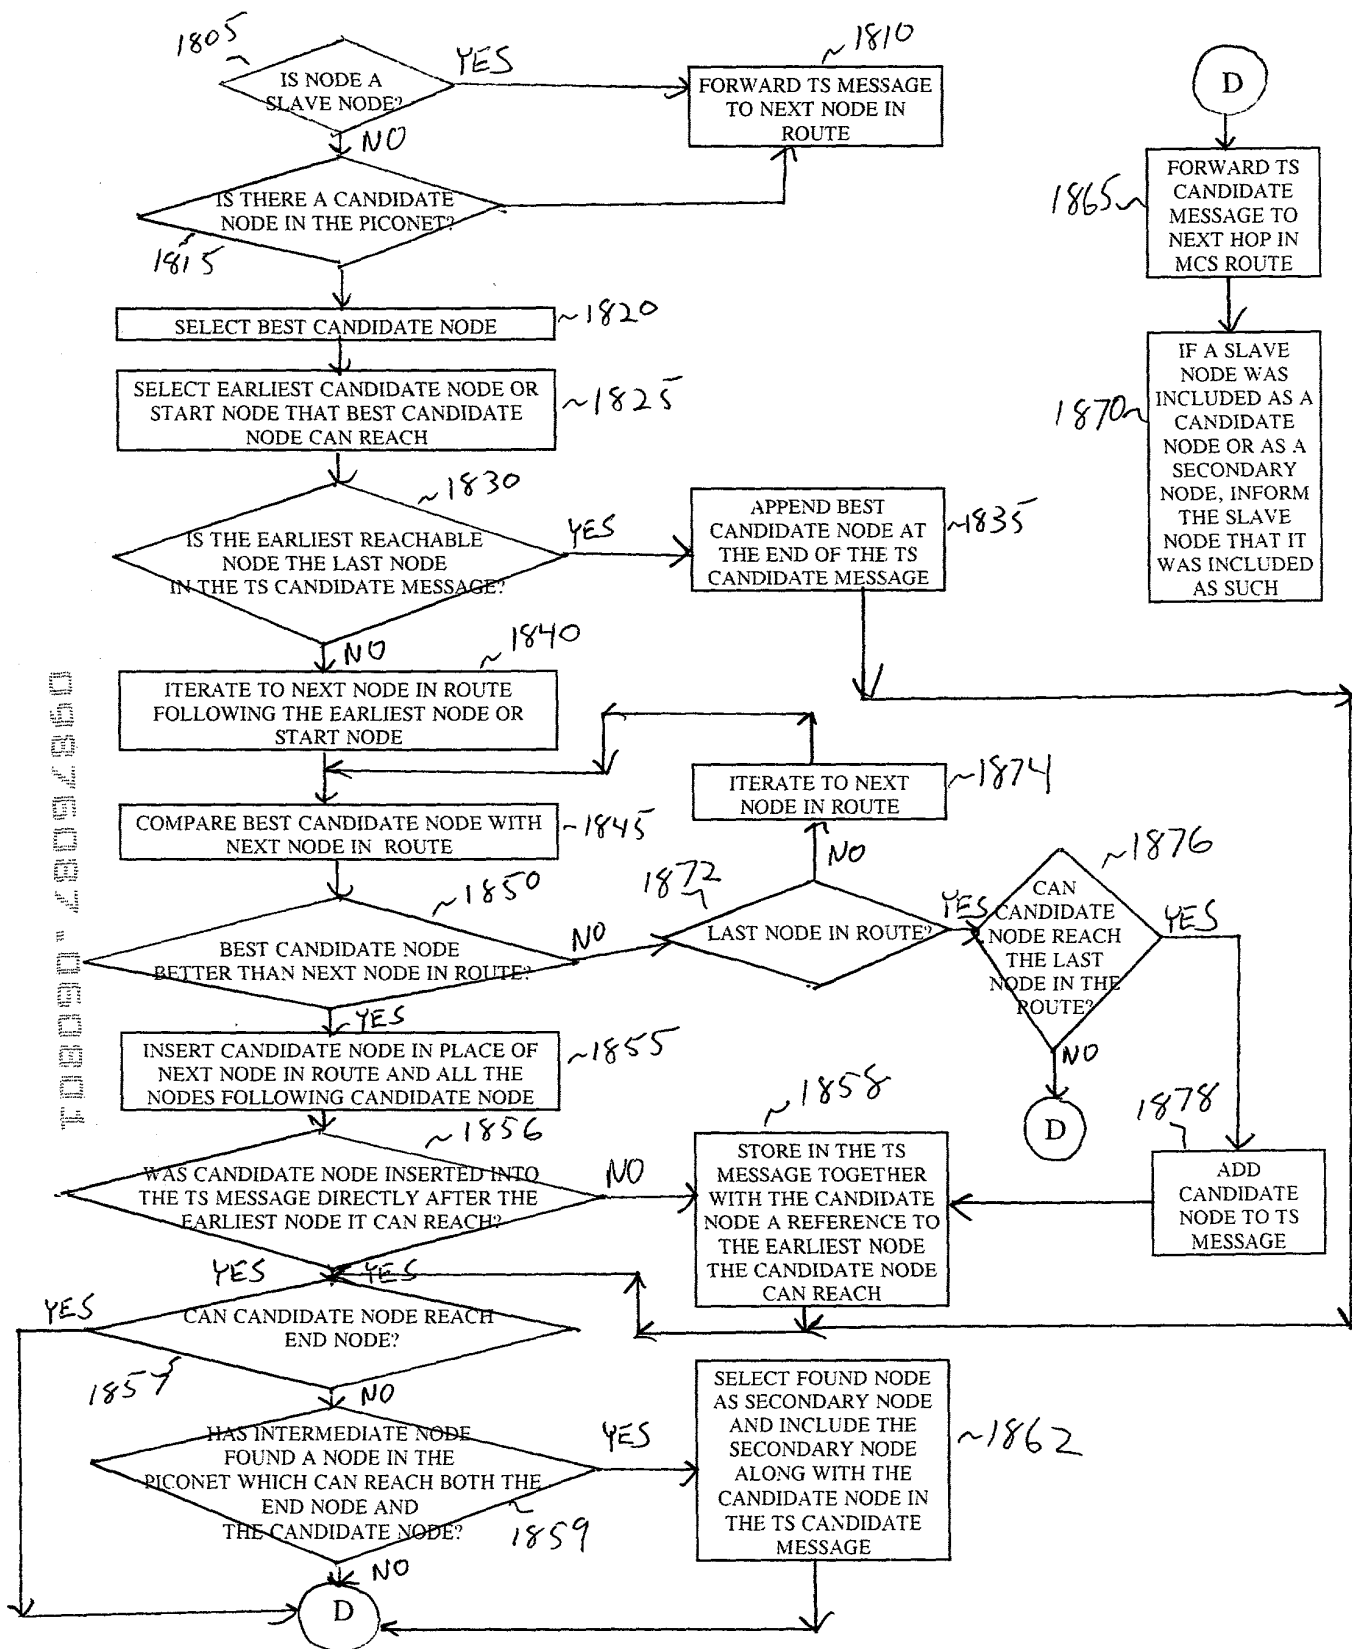 1805
IS NODE A
SLAVE NODE?
YES
NO
~1810
FORWARD TS MESSAGE
TO NEXT NODE IN
ROUTE
IS THERE A CANDIDATE
NODE IN THE PICONET?
1815
SELECT BEST CANDIDATE NODE
~1820
SELECT EARLIEST CANDIDATE NODE OR
START NODE THAT BEST CANDIDATE
NODE CAN REACH
~1825
~1830
IS THE EARLIEST REACHABLE
NODE THE LAST NODE
IN THE TS CANDIDATE MESSAGE?
YES
NO
APPEND BEST
CANDIDATE NODE AT
THE END OF THE TS
CANDIDATE MESSAGE
~1835
~1840
ITERATE TO NEXT NODE IN ROUTE
FOLLOWING THE EARLIEST NODE OR
START NODE
COMPARE BEST CANDIDATE NODE WITH
NEXT NODE IN ROUTE
~1845
~1850
BEST CANDIDATE NODE
BETTER THAN NEXT NODE IN ROUTE?
NO
YES
1872
LAST NODE IN ROUTE?
NO
ITERATE TO NEXT
NODE IN ROUTE
~1874
YES
~1876
CAN
CANDIDATE
NODE REACH
THE LAST
NODE IN THE
ROUTE?
YES
NO
D
1878
ADD
CANDIDATE
NODE TO TS
MESSAGE
INSERT CANDIDATE NODE IN PLACE OF
NEXT NODE IN ROUTE AND ALL THE
NODES FOLLOWING CANDIDATE NODE
~1855
~1856
WAS CANDIDATE NODE INSERTED INTO
THE TS MESSAGE DIRECTLY AFTER THE
EARLIEST NODE IT CAN REACH?
NO
YES
YES
~1858
STORE IN THE TS
MESSAGE TOGETHER
WITH THE CANDIDATE
NODE A REFERENCE TO
THE EARLIEST NODE
THE CANDIDATE NODE
CAN REACH
YES
CAN CANDIDATE NODE REACH
END NODE?
1857
NO
HAS INTERMEDIATE NODE
FOUND A NODE IN THE
PICONET WHICH CAN REACH BOTH THE
END NODE AND
THE CANDIDATE NODE?
1859
YES
NO
SELECT FOUND NODE
AS SECONDARY NODE
AND INCLUDE THE
SECONDARY NODE
ALONG WITH THE
CANDIDATE NODE IN
THE TS CANDIDATE
MESSAGE
~1862
D
D
FORWARD TS
CANDIDATE
MESSAGE TO
NEXT HOP IN
MCS ROUTE
1865~
IF A SLAVE
NODE WAS
INCLUDED AS A
CANDIDATE
NODE OR AS A
SECONDARY
NODE, INFORM
THE SLAVE
NODE THAT IT
WAS INCLUDED
AS SUCH
1870~
09876087.060801